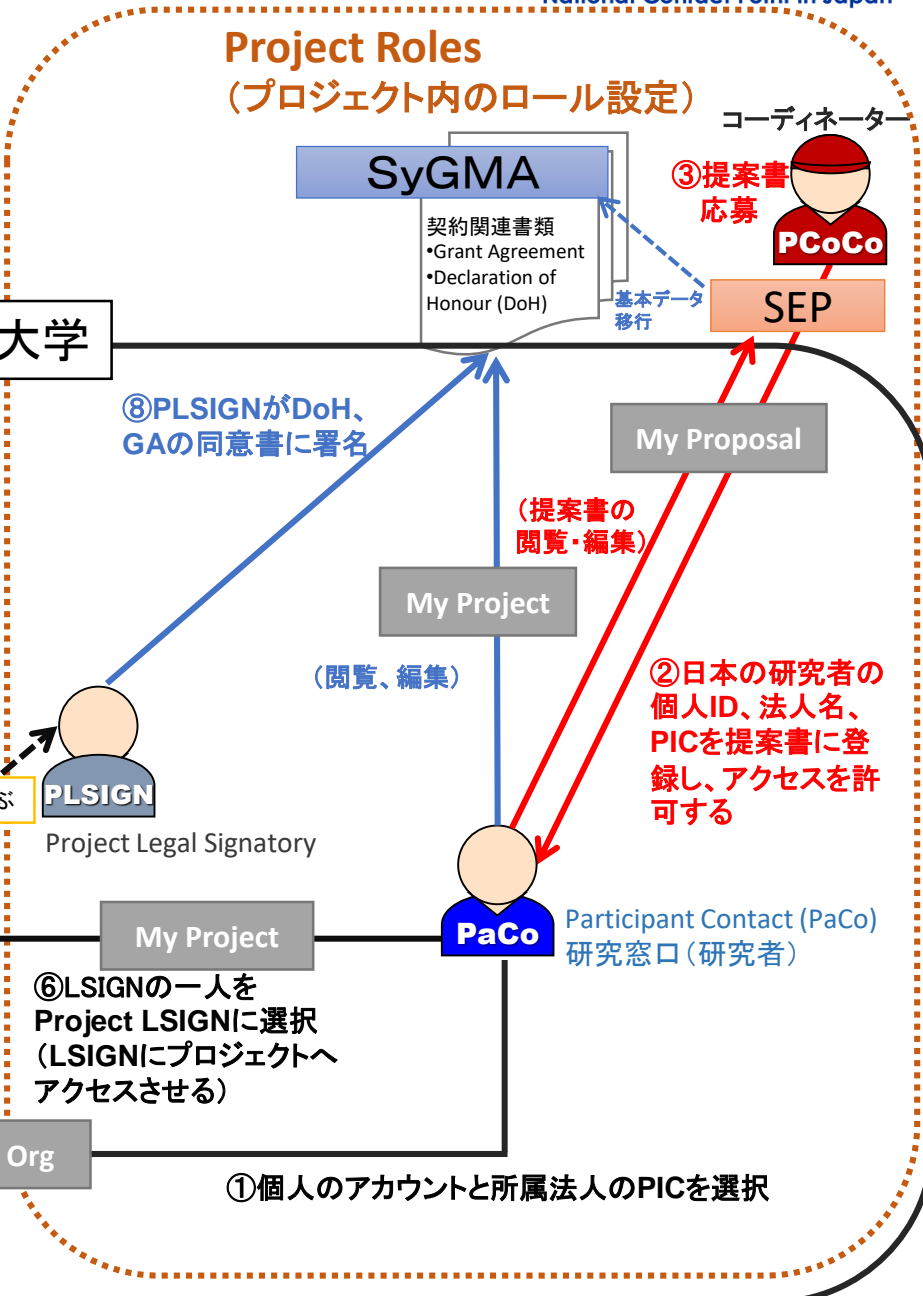 National Contact Point in Japan
Project Roles
（プロジェクト内のロール設定）
コーディネーター
SyGMA
③提案書
応募
PCoCo
契約関連書類
•Grant Agreement
•Declaration of
Honour (DoH)
基本データ
移行
SEP
大学
⑧PLSIGNがDoH、
GAの同意書に署名
My Proposal
（提案書の
閲覧・編集）
My Project
（閲覧、編集）
②日本の研究者の
個人ID、法人名、
PICを提案書に登
録し、アクセスを許
可する
ぶ
PLSIGN
Project Legal Signatory
My Project
PaCo
Participant Contact (PaCo)
研究窓口（研究者）
⑥LSIGNの一人を
Project LSIGNに選択
（LSIGNにプロジェクトへ
アクセスさせる）
Org
①個人のアカウントと所属法人のPICを選択